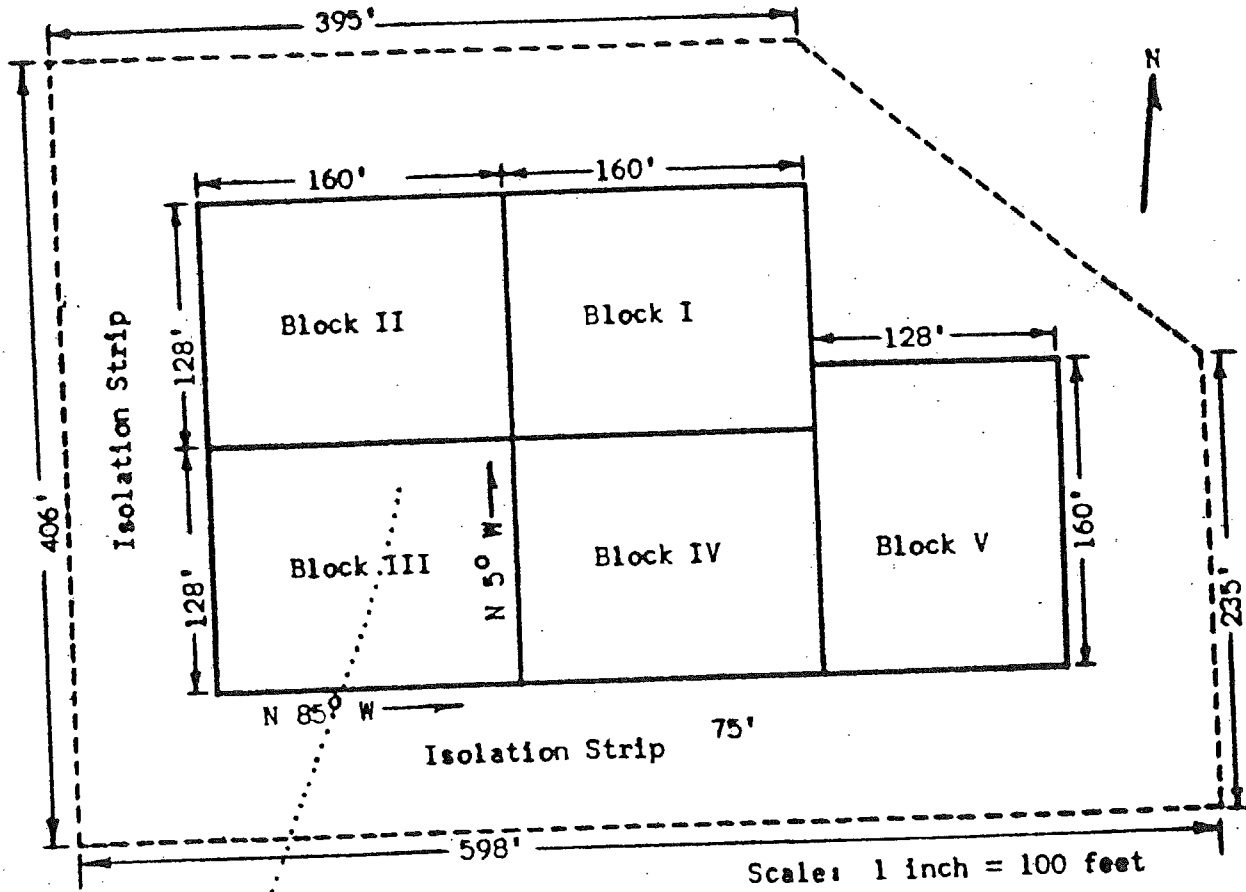 395'
N
160'
160'
Block II
Block I
128'
128'
Isolation Strip
406'
Block III
N 5° W
Block IV
Block V
160'
128'
235'
N 85° W
75'
Isolation Strip
598'
Scale: 1 inch = 100 feet